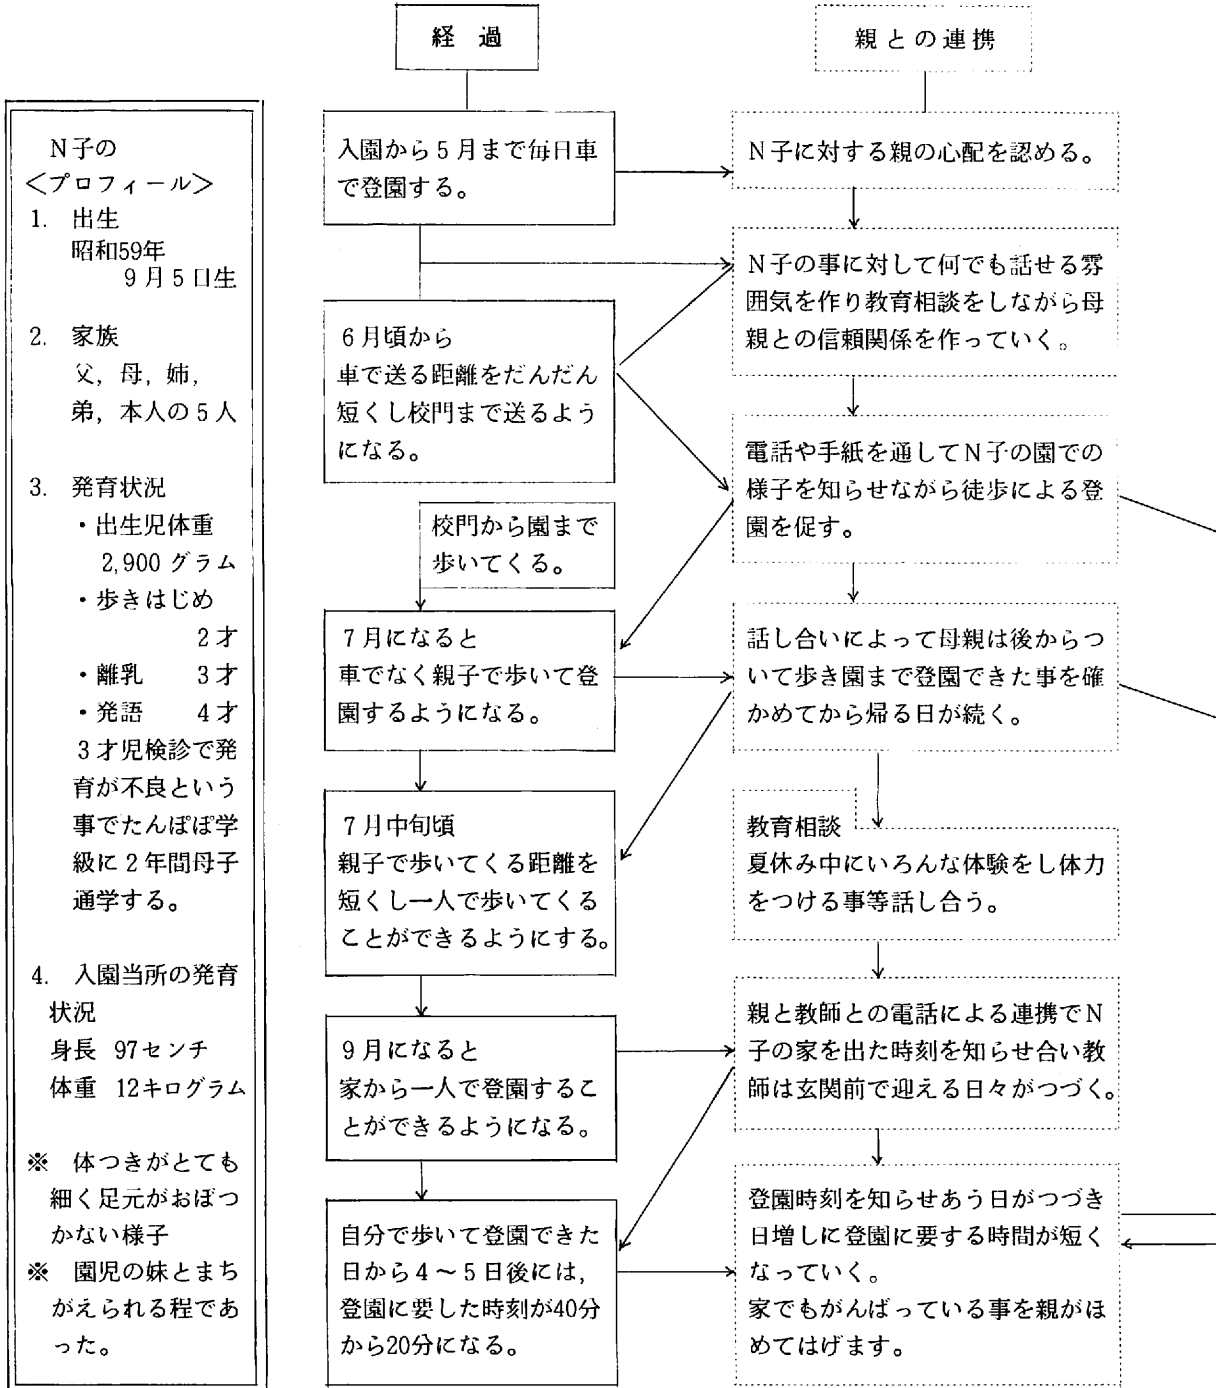 経 過
親との連携
N子の
＜プロフィール＞
1. 出生
昭和59年
9月5日生
2. 家族
父，母，姉，
弟，本人の5人
3. 発育状況
・出生児体重
2,900グラム
・歩きはじめ
2才
・離乳 3才
・発語 4才
3才児検診で発
育が不良という
事でたんぽぽ学
級に2年間母子
通学する。
4. 入園当所の発育
状況
身長 97センチ
体重 12キログラム
※ 体つきがとても
細く足元がおぼつ
かない様子
※ 園児の妹とまち
がえられる程であ
った。
入園から5月まで毎日車
で登園する。
6月頃から
車で送る距離をだんだん
短くし校門まで送るよう
になる。
校門から園まで
歩いてくる。
7月になると
車でなく親子で歩いて登
園するようになる。
7月中旬頃
親子で歩いてくる距離を
短くし一人で歩いてくる
ことができるようにする。
9月になると
家から一人で登園するこ
とができるようになる。
自分で歩いて登園できた
日から4～5日後には，
登園に要した時刻が40分
から20分になる。
N子に対する親の心配を認める。
N子の事に対して何でも話せる雰
囲気を作り教育相談をしながら母
親との信頼関係を作っていく。
電話や手紙を通してN子の園での
様子を知らせながら徒歩による登
園を促す。
話し合いによって母親は後からつ
いて歩き園まで登園できた事を確
かめてから帰る日が続く。
教育相談
夏休み中にいろんな体験をし体力
をつける事等話し合う。
親と教師との電話による連携でN
子の家を出た時刻を知らせ合い教
師は玄関前で迎える日々がつづく。
登園時刻を知らせあう日がつづき
日増しに登園に要する時間が短く
なっていく。
家でもがんばっている事を親がほ
めてはげます。